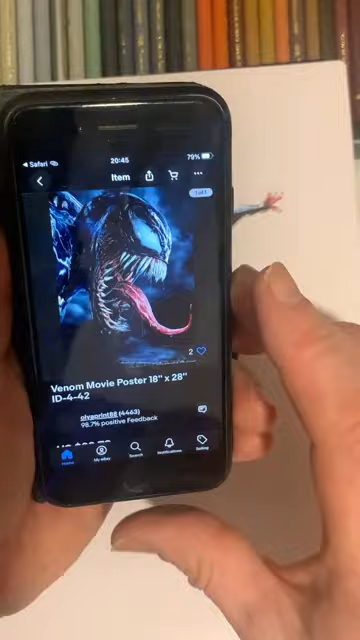 Safari
20:45
79%
Item
1 of 1
2
Venom Movie Poster 18" x 28"
ID-4-42
olyaprint88 (4463)
98.7% positive Feedback
Home
My eBay
Search
Notifications
Selling